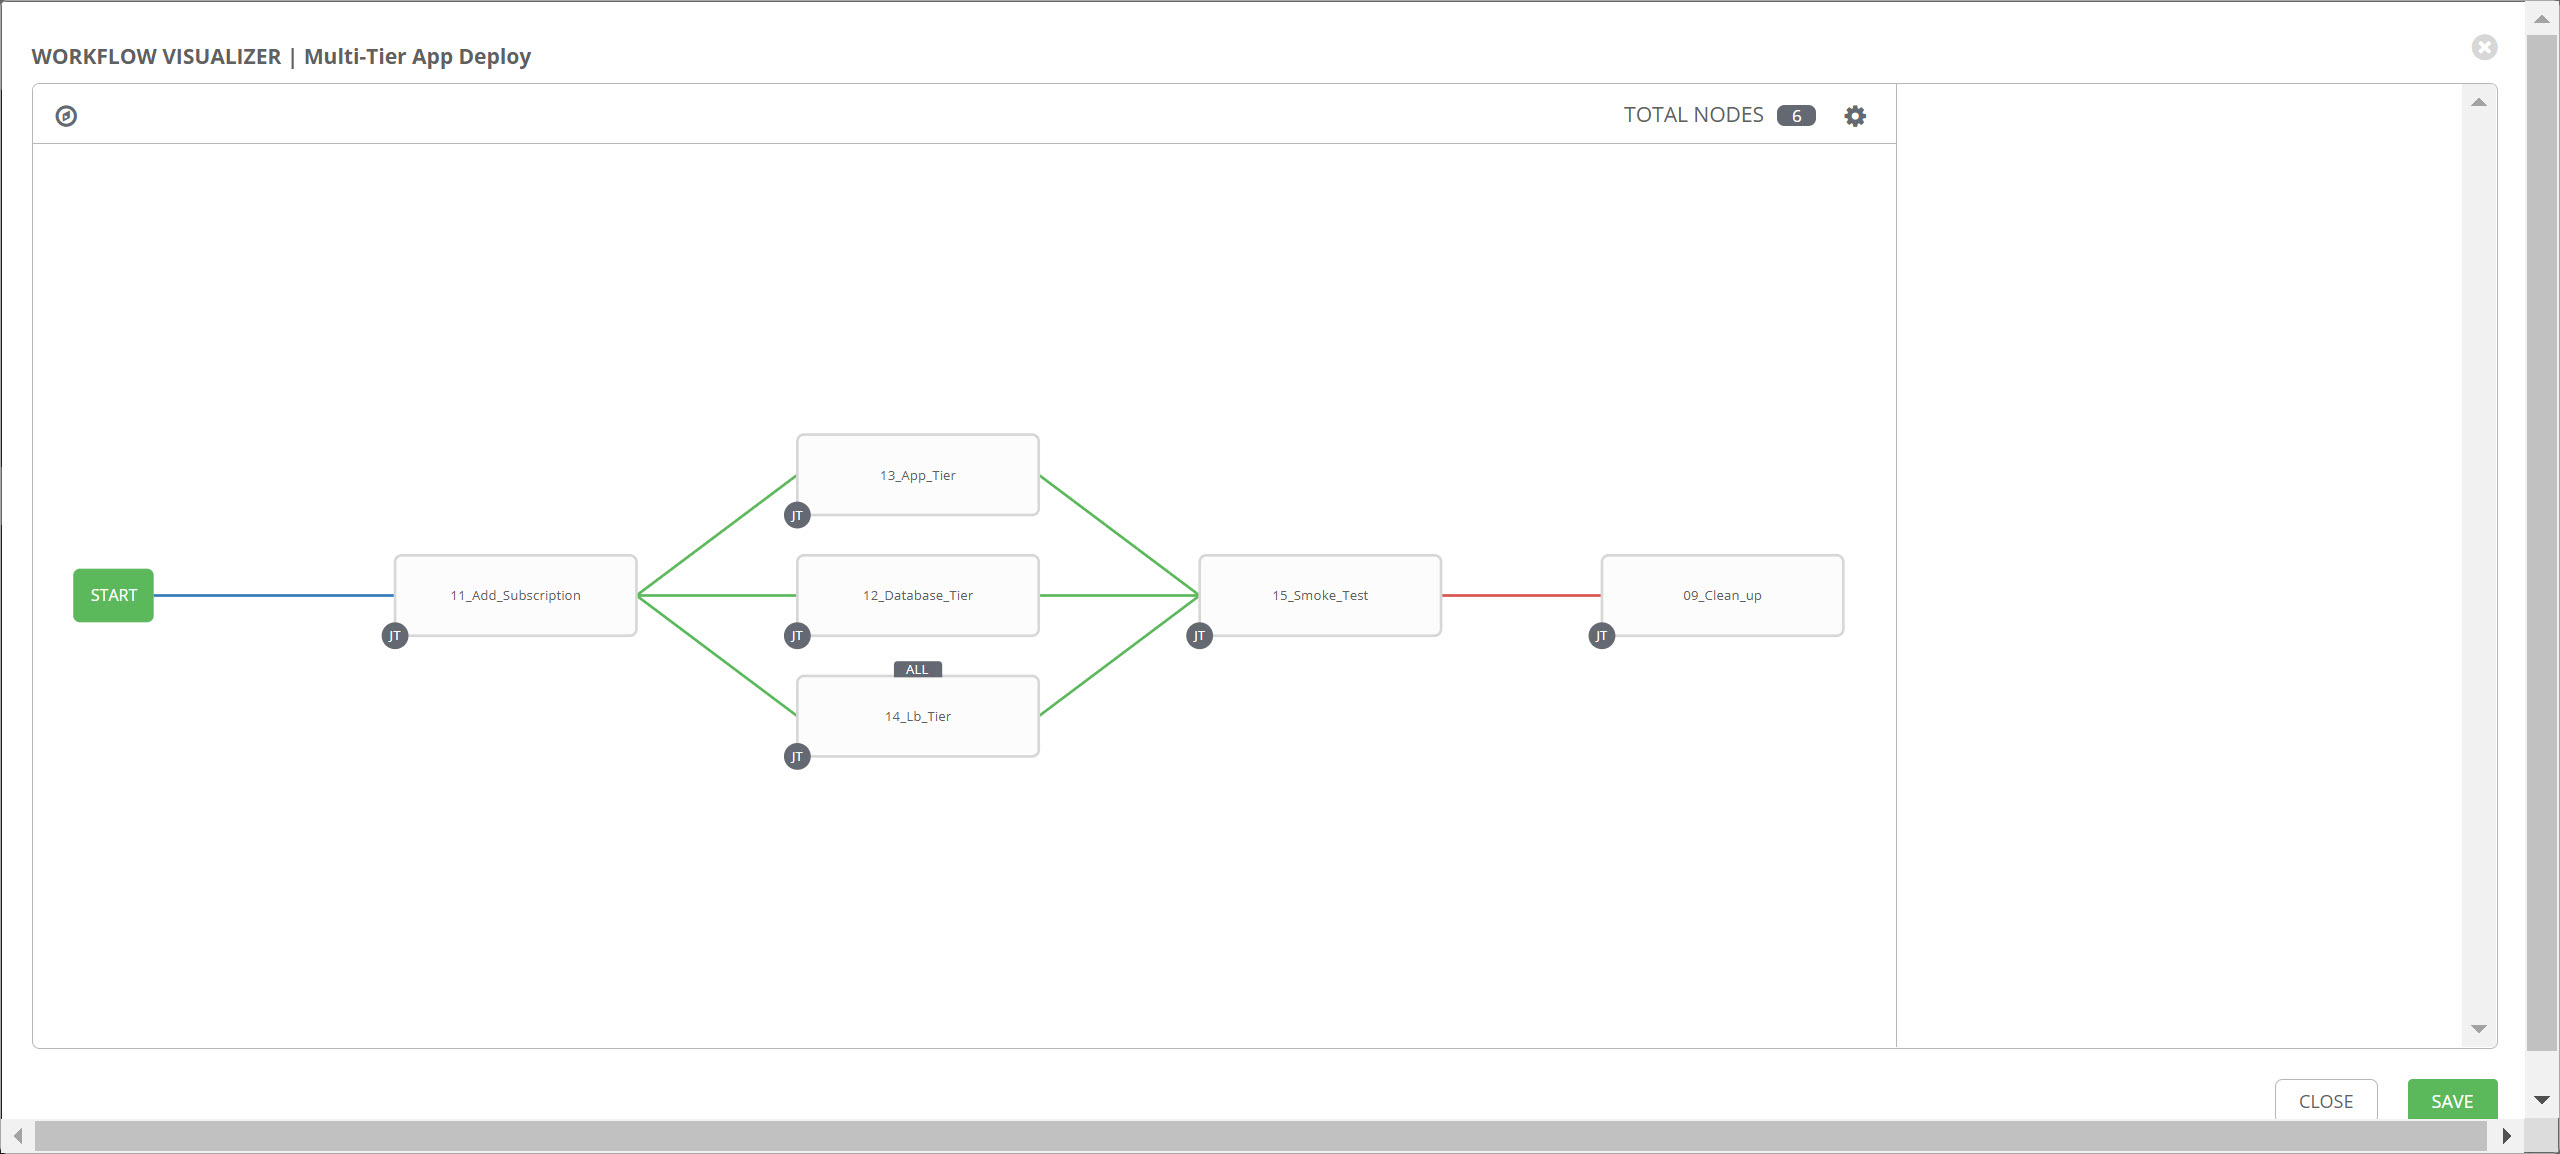 WORKFLOW VISUALIZER | Multi-Tier App Deploy
TOTAL NODES 6
13_App_Tier
JT
START
11_Add_Subscription
JT
12_Database_Tier
JT
15_Smoke_Test
JT
09_Clean_up
JT
ALL
14_Lb_Tier
JT
CLOSE
SAVE